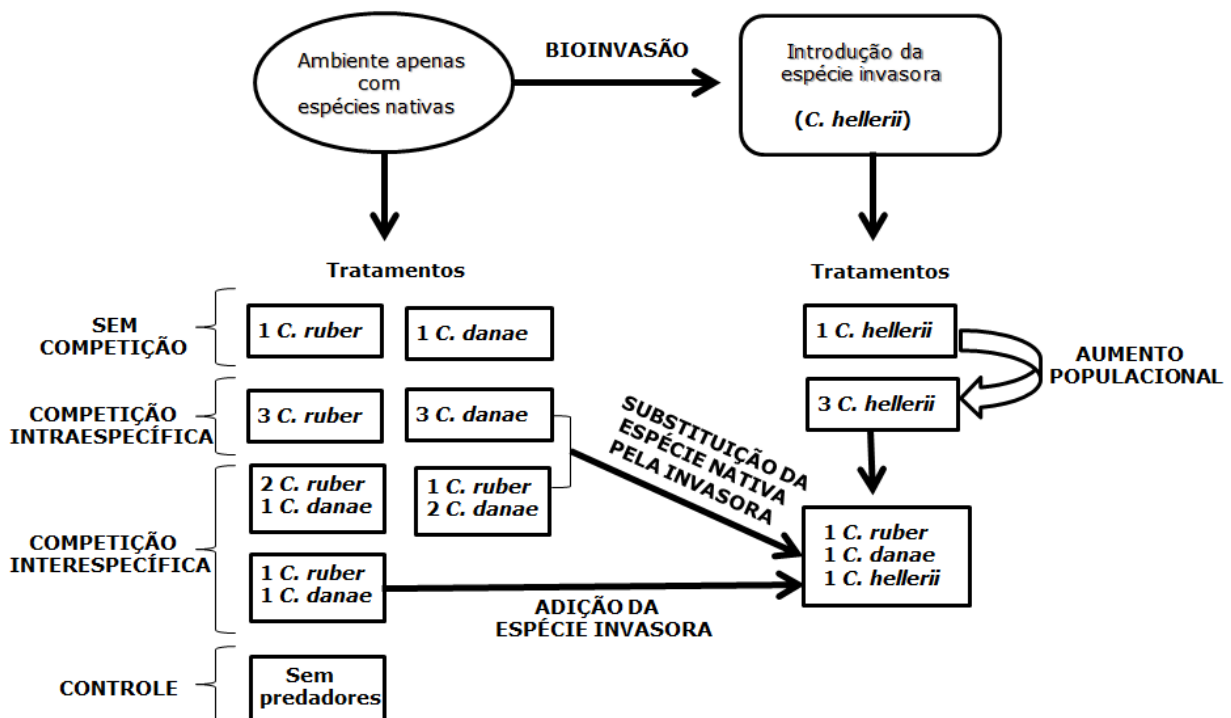 Ambiente apenas
com
espécies nativas
BIOINVASÃO
Introdução da
espécie invasora
(C. hellerii)
Tratamentos
Tratamentos
SEM
COMPETIÇÃO
1 C. ruber
1 C. danae
1 C. hellerii
AUMENTO
POPULACIONAL
COMPETIÇÃO
INTRAESPECÍFICA
3 C. ruber
3 C. danae
3 C. hellerii
SUBSTITUIÇÃO DA
ESPÉCIE NATIVA
PELA INVASORA
COMPETIÇÃO
INTERESPECÍFICA
2 C. ruber
1 C. danae
1 C. ruber
2 C. danae
1 C. ruber
1 C. danae
ADIÇÃO DA
ESPÉCIE INVASORA
1 C. ruber
1 C. danae
1 C. hellerii
CONTROLE
Sem
predadores